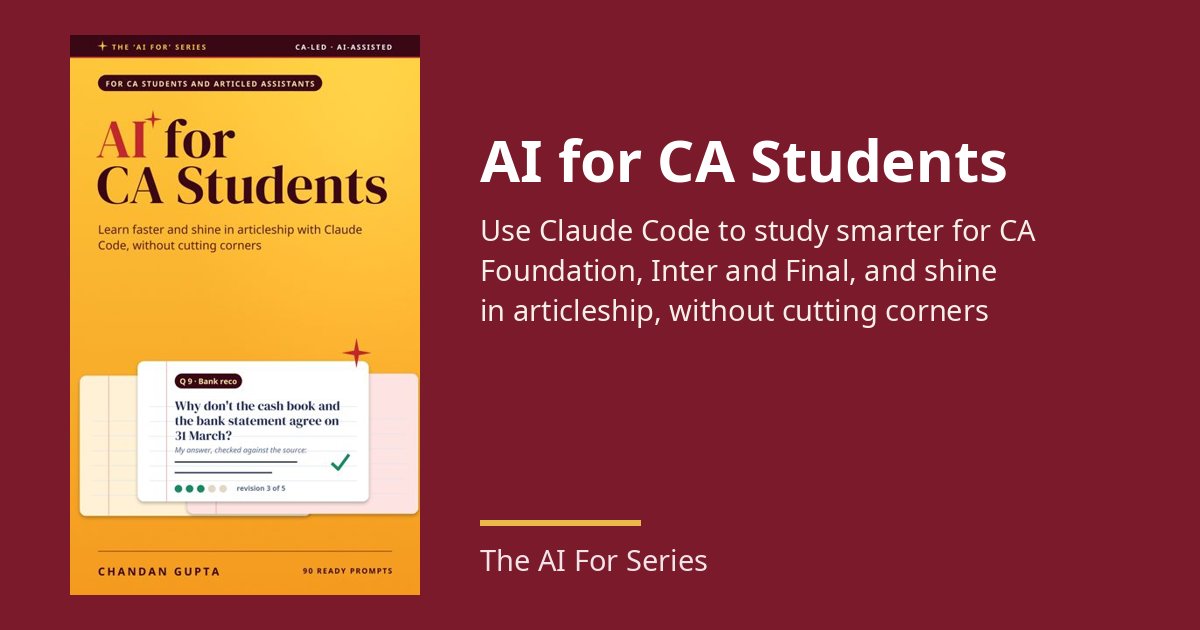 THE 'AI FOR' SERIES
CA-LED · AI-ASSISTED
FOR CA STUDENTS AND ARTICLED ASSISTANTS
AI for
CA Students
Learn faster and shine in articleship with Claude
Code, without cutting corners
Q 9 · Bank reco
Why don't the cash book and
the bank statement agree on
31 March?
My answer, checked against the source:
revision 3 of 5
CHANDAN GUPTA
90 READY PROMPTS
AI for CA Students
Use Claude Code to study smarter for CA
Foundation, Inter and Final, and shine
in articleship, without cutting corners
The AI For Series